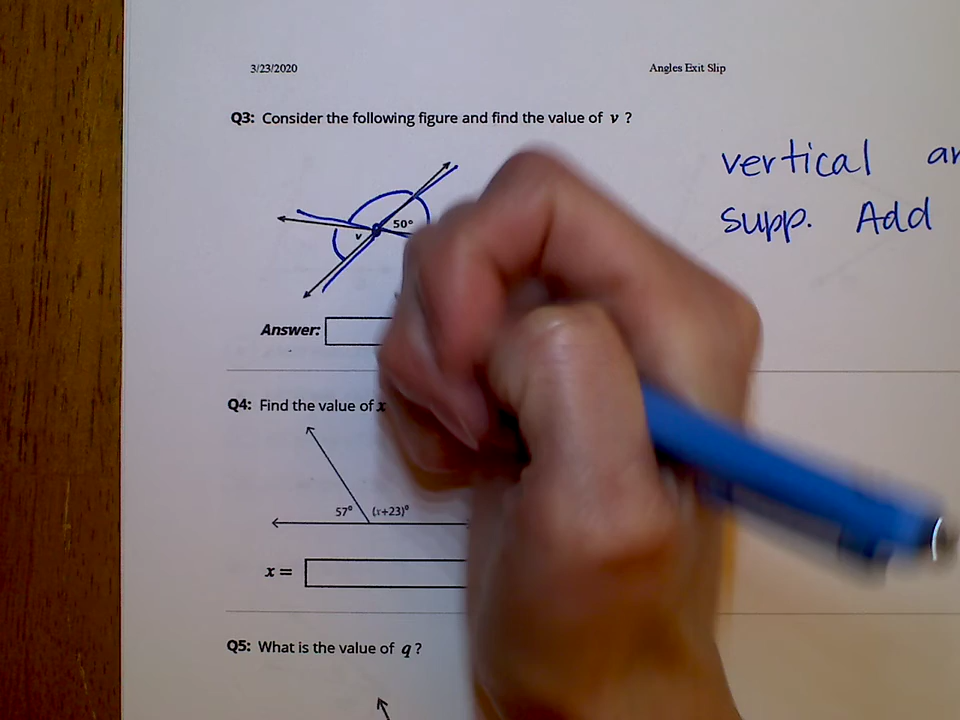 3/23/2020 Angles Exit Slip
Q3: Consider the following figure and find the value of v ?
vertical
supp. Add
50°
v
Answer:
Q4: Find the value of x
57° (x+23)°
x =
Q5: What is the value of q ?